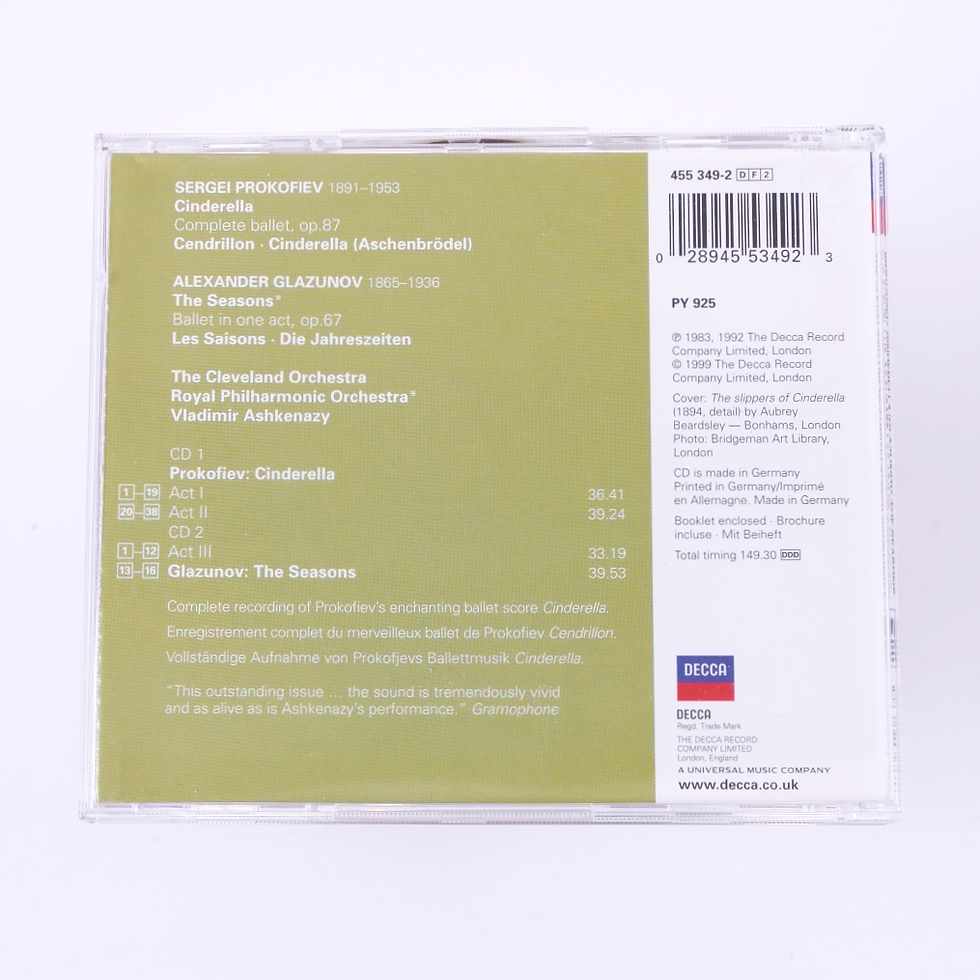 SERGEI PROKOFIEV 1891–1953
Cinderella
Complete ballet, op.87
Cendrillon · Cinderella (Aschenbrödel)
ALEXANDER GLAZUNOV 1865–1936
The Seasons*
Ballet in one act, op.67
Les Saisons · Die Jahreszeiten
The Cleveland Orchestra
Royal Philharmonic Orchestra*
Vladimir Ashkenazy
CD 1
Prokofiev: Cinderella
1–19 Act I 36.41
20–38 Act II 39.24
CD 2
1–12 Act III 33.19
13–16 Glazunov: The Seasons 39.53
Complete recording of Prokofiev's enchanting ballet score Cinderella.
Enregistrement complet du merveilleux ballet de Prokofiev Cendrillon.
Vollständige Aufnahme von Prokofjevs Ballettmusik Cinderella.
“This outstanding issue … the sound is tremendously vivid
and as alive as is Ashkenazy's performance.” Gramophone
455 349-2 D F 2
0 28945 53492 3
PY 925
℗ 1983, 1992 The Decca Record
Company Limited, London
© 1999 The Decca Record
Company Limited, London
Cover: The slippers of Cinderella
(1894, detail) by Aubrey
Beardsley — Bonhams, London
Photo: Bridgeman Art Library,
London
CD is made in Germany
Printed in Germany/Imprimé
en Allemagne. Made in Germany
Booklet enclosed · Brochure
incluse · Mit Beiheft
Total timing 149.30 DDD
DECCA
DECCA
Regd. Trade Mark
THE DECCA RECORD
COMPANY LIMITED
London, England
A UNIVERSAL MUSIC COMPANY
www.decca.co.uk